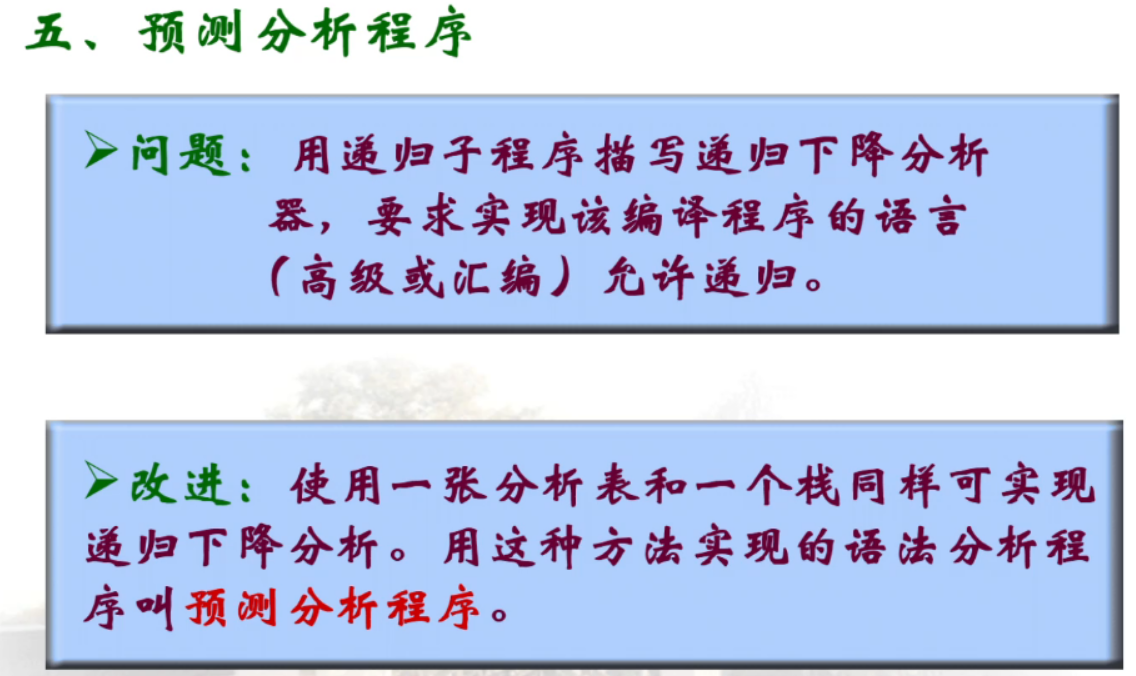 五、预测分析程序
➢问题：用递归子程序描写递归下降分析
器，要求实现该编译程序的语言
（高级或汇编）允许递归。
➢改进：使用一张分析表和一个栈同样可实现
递归下降分析。用这种方法实现的语法分析程
序叫预测分析程序。